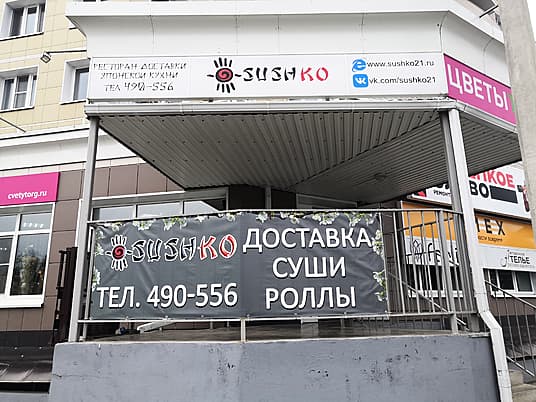 РЕСТОРАН ДОСТАВКИ
ЯПОНСКОЙ КУХНИ
ТЕЛ 490-556
SUSHKO
www.sushko21.ru
vk.com/sushko21
ЦВЕТЫ
cvetytorg.ru
SUSHKO
ТЕЛ. 490-556
ДОСТАВКА
СУШИ
РОЛЛЫ
ТЕЛЬЕ